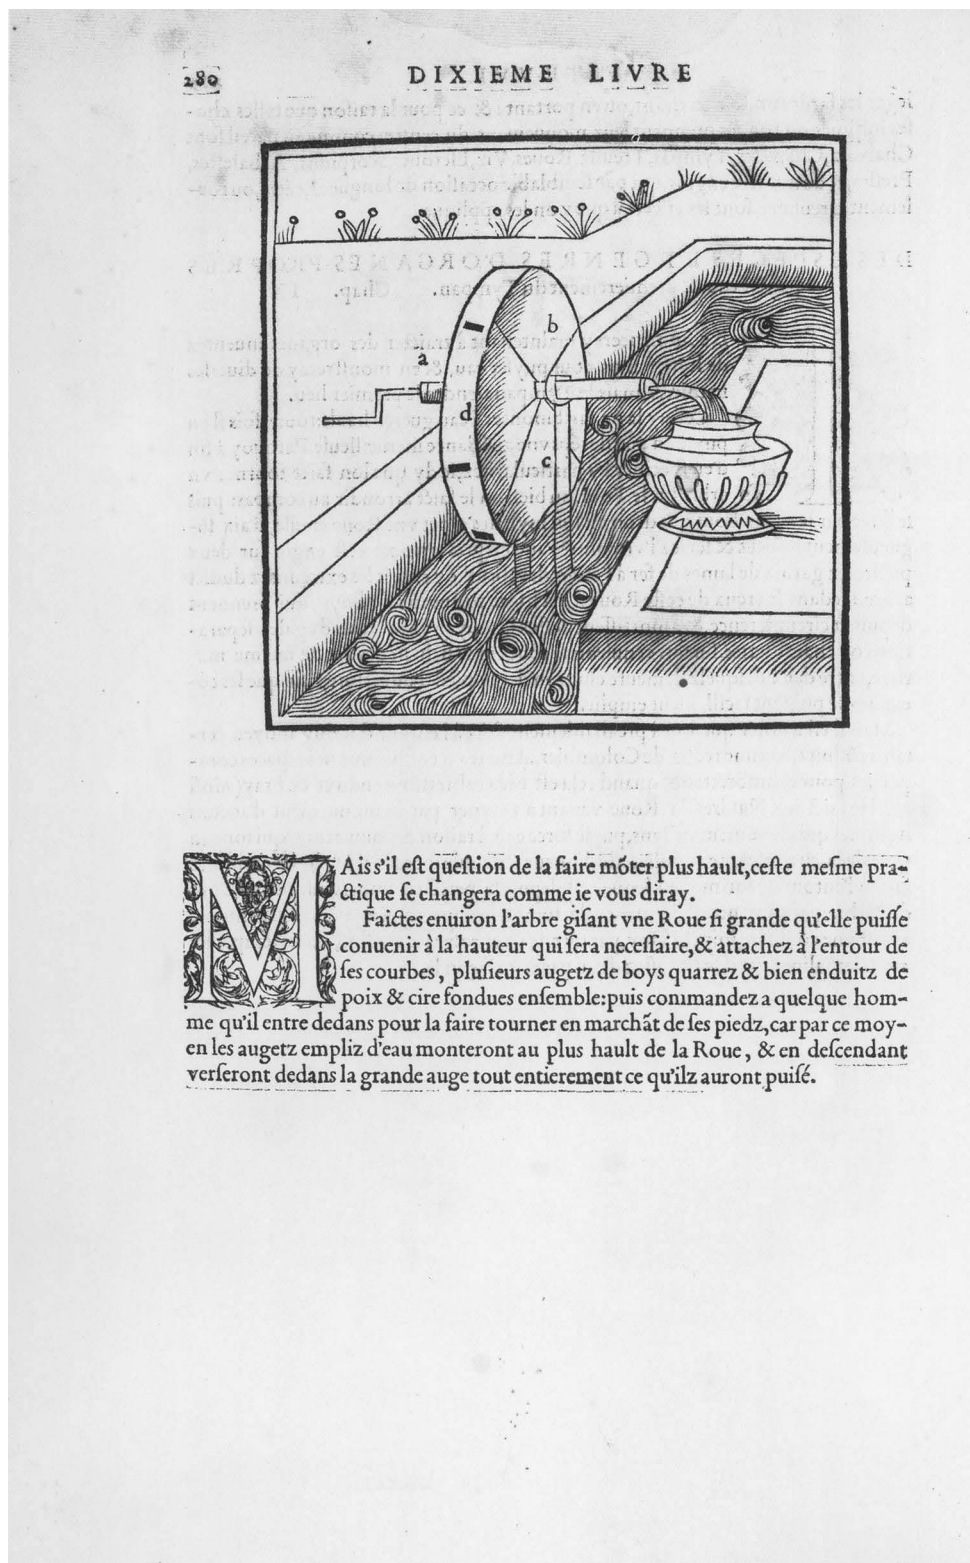 280
DIXIEME LIVRE
a
b
d
c
MAis s'il eſt queſtion de la faire mõter plus hault,ceſte meſme pra-
ctique ſe changera comme ie vous diray.
Faictes enuiron l'arbre giſant vne Roue ſi grande qu'elle puiſſe
conuenir à la hauteur qui ſera neceſſaire,& attachez à l'entour de
ſes courbes, pluſieurs augetz de boys quarrez & bien enduitz de
poix & cire fondues enſemble:puis commandez a quelque hom-
me qu'il entre dedans pour la faire tourner en marchãt de ſes piedz,car par ce moy-
en les augetz empliz d'eau monteront au plus hault de la Roue, & en deſcendant
verſeront dedans la grande auge tout entierement ce qu'ilz auront puiſé.